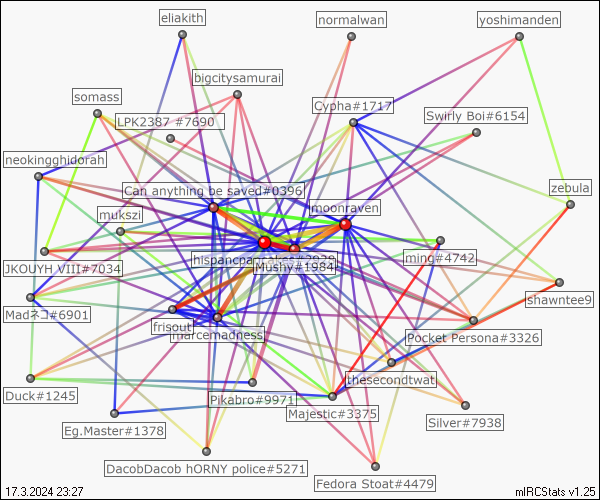 eliakith
normalwan
yoshimanden
bigcitysamurai
somass
Cypha#1717
LPK2387 #7690
Swirly Boi#6154
neokingghidorah
Can anything be saved#0396
zebula
mukszi
moonraven
hispancpa
Mushy#1984
ming#4742
JKOUYH VIII#7034
shawntee9
Madネコ#6901
frisout
marcemadness
Pocket Persona#3326
thesecondtwat
Duck#1245
Pikabro#9971
Majestic#3375
Silver#7938
Eg.Master#1378
DacobDacob hORNY police#5271
Fedora Stoat#4479
17.3.2024 23:27
mIRCStats v1.25